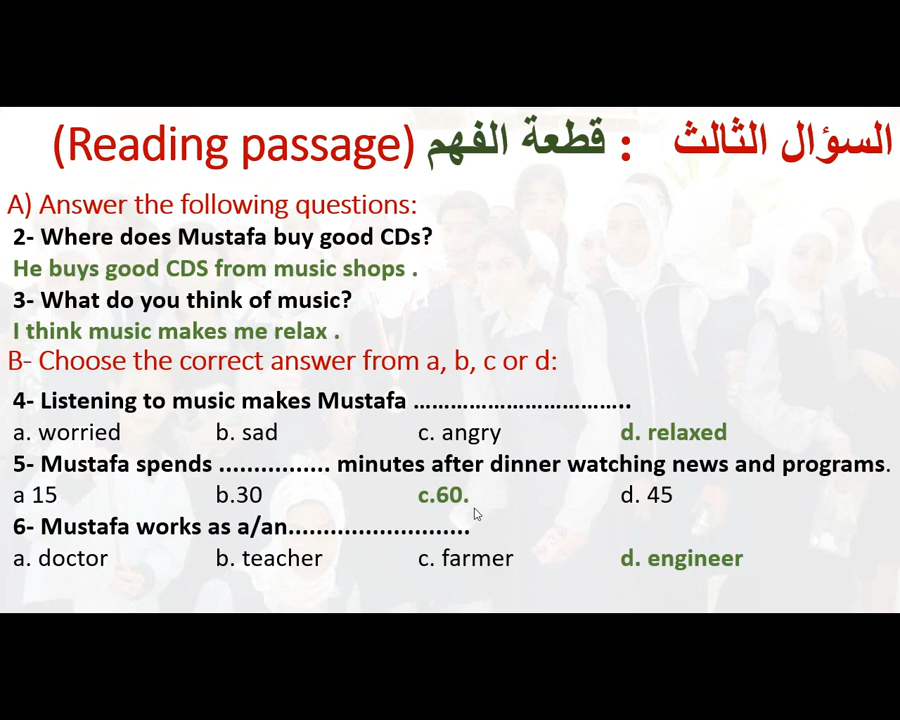 السؤال الثالث : قطعة الفهم (Reading passage)
A) Answer the following questions:
2- Where does Mustafa buy good CDs?
He buys good CDS from music shops .
3- What do you think of music?
I think music makes me relax .
B- Choose the correct answer from a, b, c or d:
4- Listening to music makes Mustafa ……………………………..
a. worried b. sad c. angry d. relaxed
5- Mustafa spends ................ minutes after dinner watching news and programs.
a 15 b.30 c.60. d. 45
6- Mustafa works as a/an..........................
a. doctor b. teacher c. farmer d. engineer